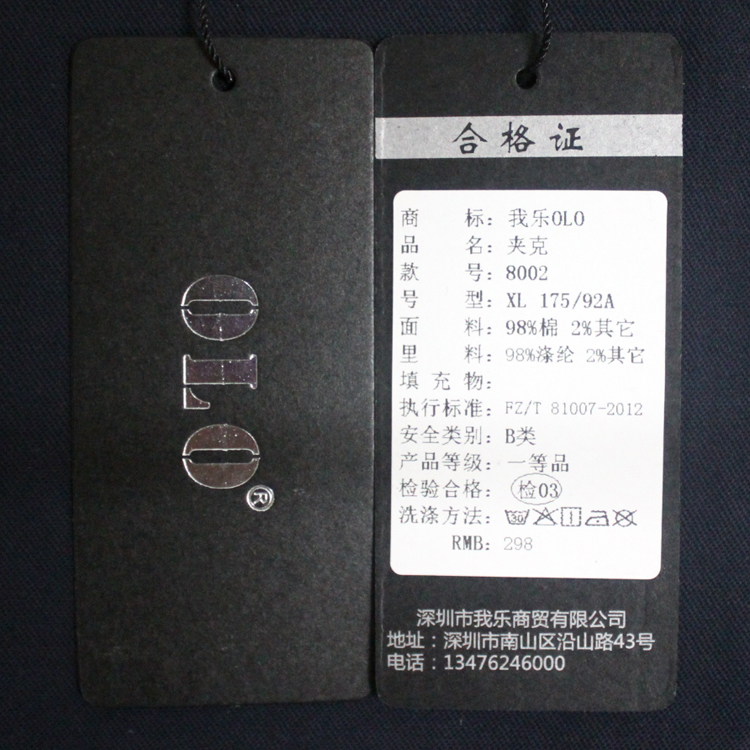 OLO®
合格证
商 标：我乐OLO
品 名：夹克
款 号：8002
号 型：XL 175/92A
面 料：98%棉 2%其它
里 料：98%涤纶 2%其它
填 充 物：
执行标准：FZ/T 81007-2012
安全类别：B类
产品等级：一等品
检验合格：检03
洗涤方法：30
RMB：298
深圳市我乐商贸有限公司
地址：深圳市南山区沿山路43号
电话：13476246000